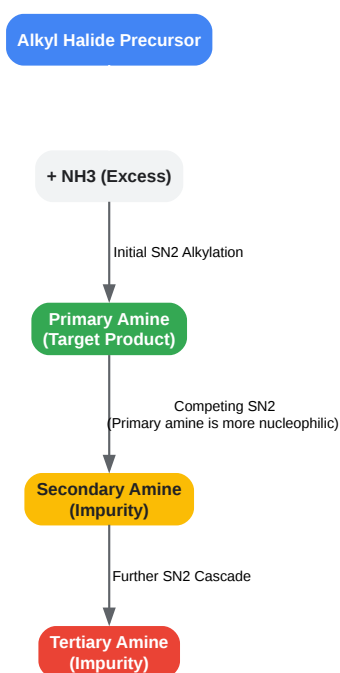 Alkyl Halide Precursor
+ NH3 (Excess)
Initial SN2 Alkylation
Primary Amine
(Target Product)
Competing SN2
(Primary amine is more nucleophilic)
Secondary Amine
(Impurity)
Further SN2 Cascade
Tertiary Amine
(Impurity)